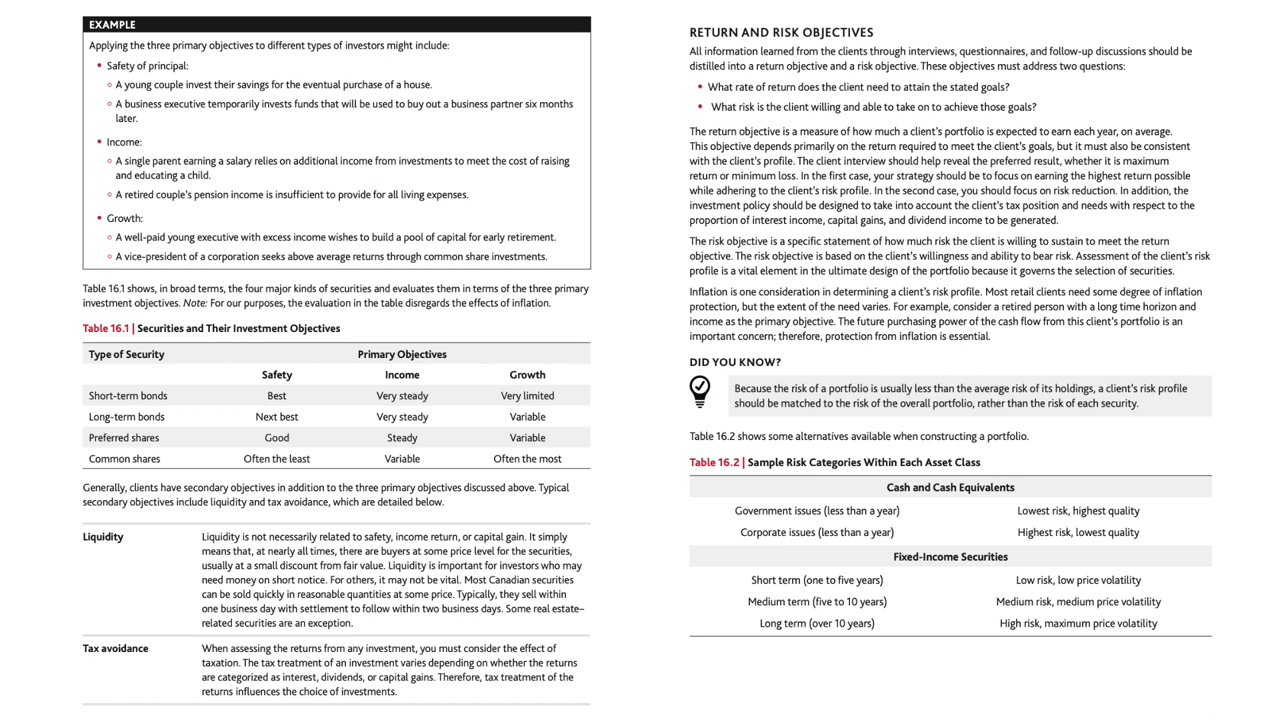 EXAMPLE
Applying the three primary objectives to different types of investors might include:
• Safety of principal:
○ A young couple invest their savings for the eventual purchase of a house.
○ A business executive temporarily invests funds that will be used to buy out a business partner six months
later.
• Income:
○ A single parent earning a salary relies on additional income from investments to meet the cost of raising
and educating a child.
○ A retired couple's pension income is insufficient to provide for all living expenses.
• Growth:
○ A well-paid young executive with excess income wishes to build a pool of capital for early retirement.
○ A vice-president of a corporation seeks above average returns through common share investments.
Table 16.1 shows, in broad terms, the four major kinds of securities and evaluates them in terms of the three primary
investment objectives. Note: For our purposes, the evaluation in the table disregards the effects of inflation.
Table 16.1 | Securities and Their Investment Objectives
Type of Security Primary Objectives
Safety Income Growth
Short-term bonds Best Very steady Very limited
Long-term bonds Next best Very steady Variable
Preferred shares Good Steady Variable
Common shares Often the least Variable Often the most
Generally, clients have secondary objectives in addition to the three primary objectives discussed above. Typical
secondary objectives include liquidity and tax avoidance, which are detailed below.
Liquidity Liquidity is not necessarily related to safety, income return, or capital gain. It simply
means that, at nearly all times, there are buyers at some price level for the securities,
usually at a small discount from fair value. Liquidity is important for investors who may
need money on short notice. For others, it may not be vital. Most Canadian securities
can be sold quickly in reasonable quantities at some price. Typically, they sell within
one business day with settlement to follow within two business days. Some real estate–
related securities are an exception.
Tax avoidance When assessing the returns from any investment, you must consider the effect of
taxation. The tax treatment of an investment varies depending on whether the returns
are categorized as interest, dividends, or capital gains. Therefore, tax treatment of the
returns influences the choice of investments.
RETURN AND RISK OBJECTIVES
All information learned from the clients through interviews, questionnaires, and follow-up discussions should be
distilled into a return objective and a risk objective. These objectives must address two questions:
• What rate of return does the client need to attain the stated goals?
• What risk is the client willing and able to take on to achieve those goals?
The return objective is a measure of how much a client's portfolio is expected to earn each year, on average.
This objective depends primarily on the return required to meet the client's goals, but it must also be consistent
with the client's profile. The client interview should help reveal the preferred result, whether it is maximum
return or minimum loss. In the first case, your strategy should be to focus on earning the highest return possible
while adhering to the client's risk profile. In the second case, you should focus on risk reduction. In addition, the
investment policy should be designed to take into account the client's tax position and needs with respect to the
proportion of interest income, capital gains, and dividend income to be generated.
The risk objective is a specific statement of how much risk the client is willing to sustain to meet the return
objective. The risk objective is based on the client's willingness and ability to bear risk. Assessment of the client's risk
profile is a vital element in the ultimate design of the portfolio because it governs the selection of securities.
Inflation is one consideration in determining a client's risk profile. Most retail clients need some degree of inflation
protection, but the extent of the need varies. For example, consider a retired person with a long time horizon and
income as the primary objective. The future purchasing power of the cash flow from this client's portfolio is an
important concern; therefore, protection from inflation is essential.
DID YOU KNOW?
Because the risk of a portfolio is usually less than the average risk of its holdings, a client's risk profile
should be matched to the risk of the overall portfolio, rather than the risk of each security.
Table 16.2 shows some alternatives available when constructing a portfolio.
Table 16.2 | Sample Risk Categories Within Each Asset Class
Cash and Cash Equivalents
Government issues (less than a year) Lowest risk, highest quality
Corporate issues (less than a year) Highest risk, lowest quality
Fixed-Income Securities
Short term (one to five years) Low risk, low price volatility
Medium term (five to 10 years) Medium risk, medium price volatility
Long term (over 10 years) High risk, maximum price volatility